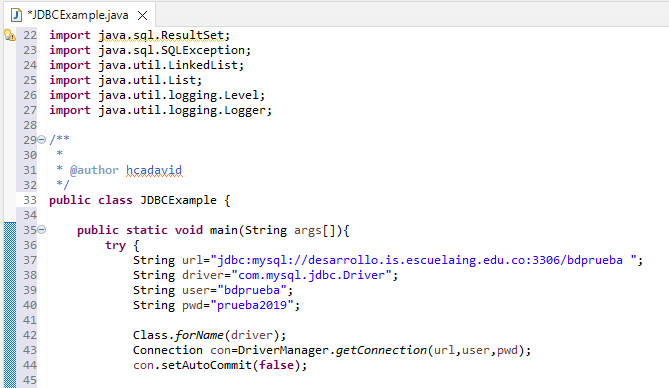 *JDBCExample.java
22 import java.sql.ResultSet;
23 import java.sql.SQLException;
24 import java.util.LinkedList;
25 import java.util.List;
26 import java.util.logging.Level;
27 import java.util.logging.Logger;
28
29 /**
30  *
31  * @author hcadavid
32  */
33 public class JDBCExample {
34
35     public static void main(String args[]){
36         try {
37             String url="jdbc:mysql://desarrollo.is.escuelaing.edu.co:3306/bdprueba ";
38             String driver="com.mysql.jdbc.Driver";
39             String user="bdprueba";
40             String pwd="prueba2019";
41
42             Class.forName(driver);
43             Connection con=DriverManager.getConnection(url,user,pwd);
44             con.setAutoCommit(false);
45